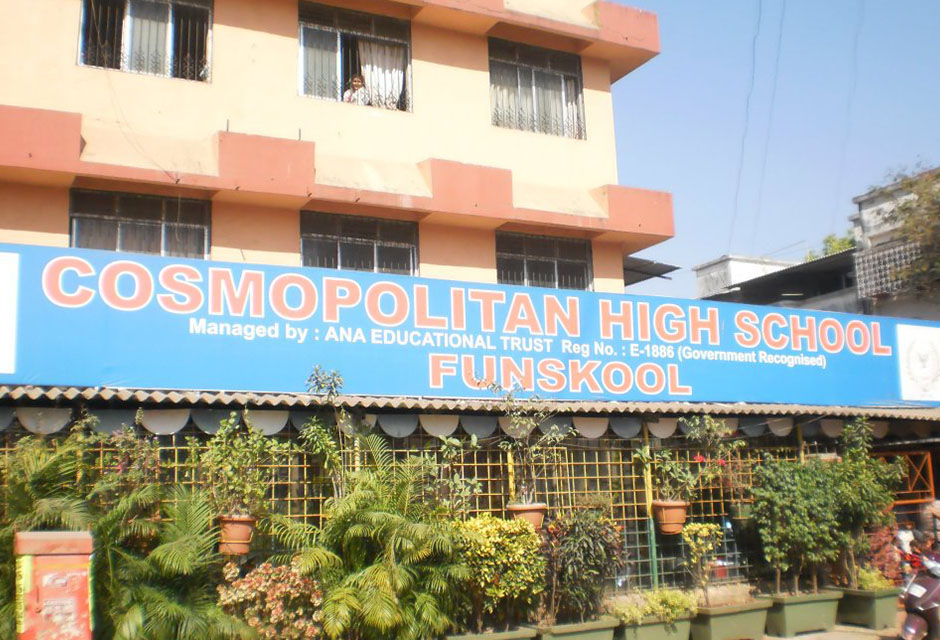 COSMOPOLITAN HIGH SCHOOL
Managed by : ANA EDUCATIONAL TRUST Reg No. : E-1886 (Government Recognised)
FUNSKOOL